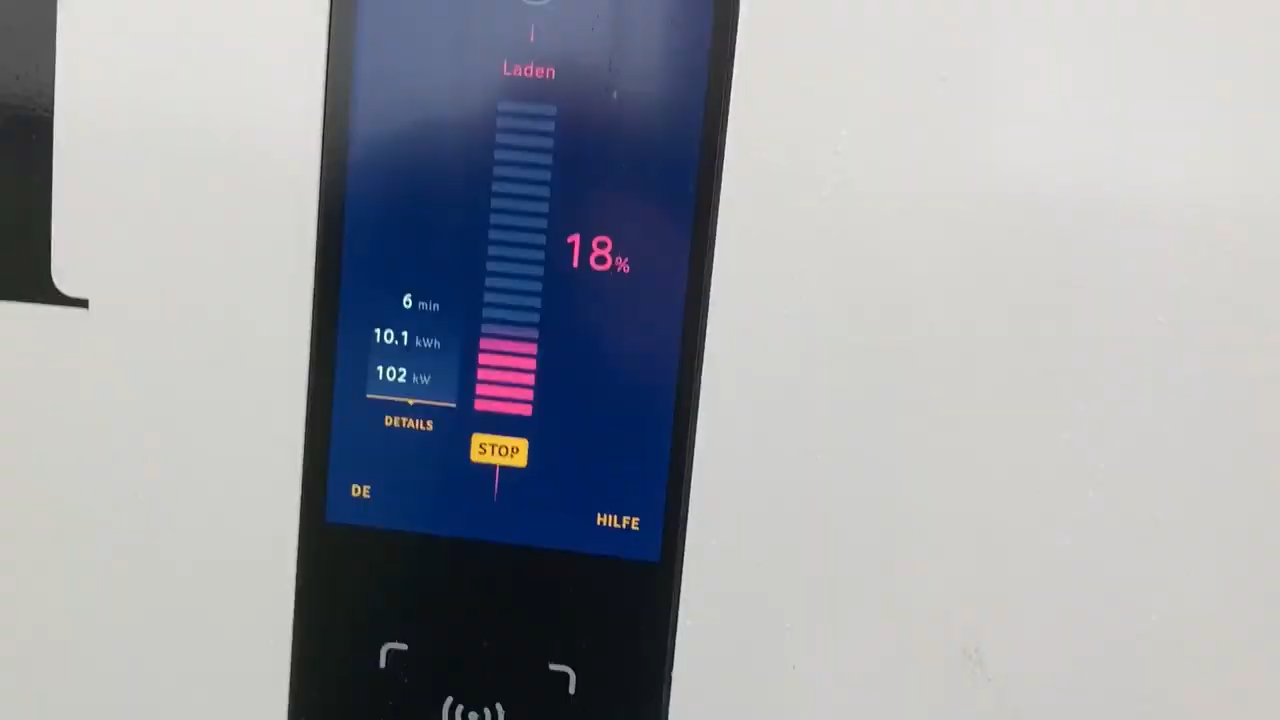 Laden
18%
6 min
10.1 kWh
102 kW
DETAILS
STOP
DE
HILFE